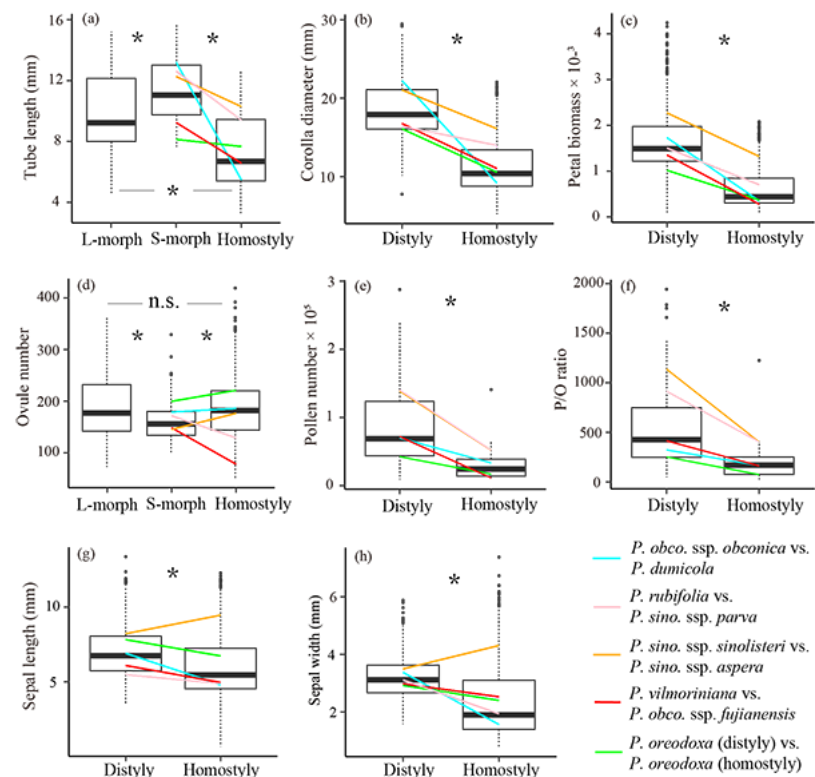 (a)
16
12
8
4
Tube length (mm)
*
*
*
L-morph
S-morph
Homostyly
(b)
30
20
10
Corolla diameter (mm)
*
Distyly
Homostyly
(c)
4
2
1
0
Petal biomass × 10-³
*
Distyly
Homostyly
(d)
400
300
200
100
Ovule number
n.s.
*
*
L-morph
S-morph
Homostyly
(e)
3
2
1
0
Pollen number × 10⁵
*
Distyly
Homostyly
(f)
2000
1500
1000
500
0
P/O ratio
*
Distyly
Homostyly
(g)
10
5
Sepal length (mm)
*
Distyly
Homostyly
(h)
6
4
2
Sepal width (mm)
*
Distyly
Homostyly
P. obco. ssp. obconica vs.
P. dumicola
P. rubifolia vs.
P. sino. ssp. parva
P. sino. ssp. sinolisteri vs.
P. sino. ssp. aspera
P. vilmoriniana vs.
P. obco. ssp. fujianensis
P. oreodoxa (distyly) vs.
P. oreodoxa (homostyly)